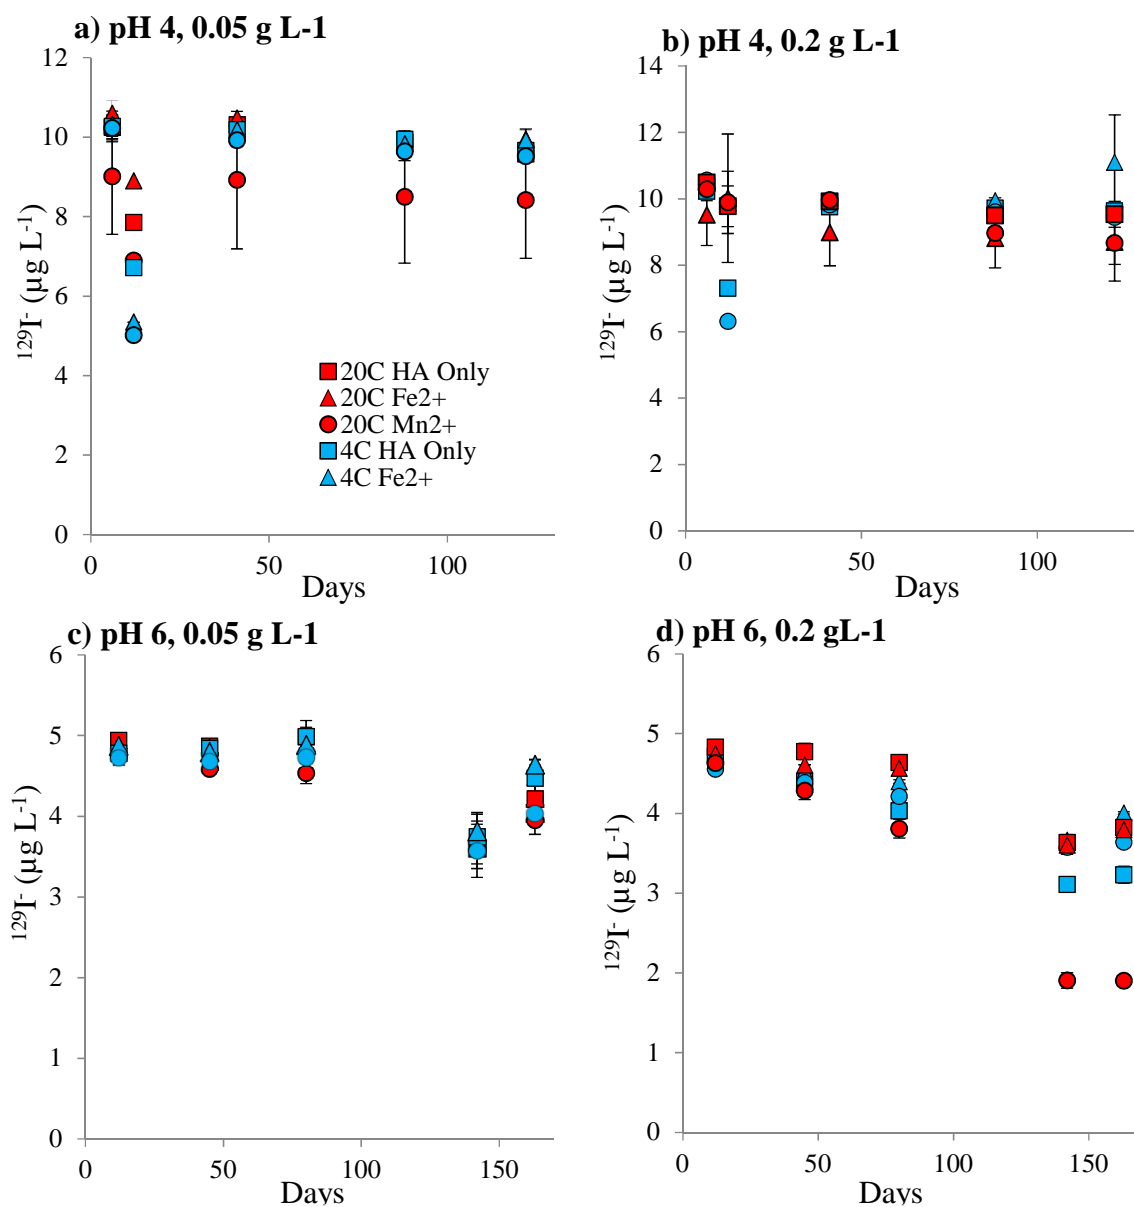 a) pH 4, 0.05 g L-1
12
10
8
6
4
2
0
0 50 100
Days
129I- (µg L-1)
20C HA Only
20C Fe2+
20C Mn2+
4C HA Only
4C Fe2+
b) pH 4, 0.2 g L-1
14
12
10
8
6
4
2
0
0 50 100
Days
129I- (µg L-1)
c) pH 6, 0.05 g L-1
6
5
4
3
2
1
0
0 50 100 150
Days
129I- (µg L-1)
d) pH 6, 0.2 gL-1
6
5
4
3
2
1
0
0 50 100 150
Days
129I- (µg L-1)